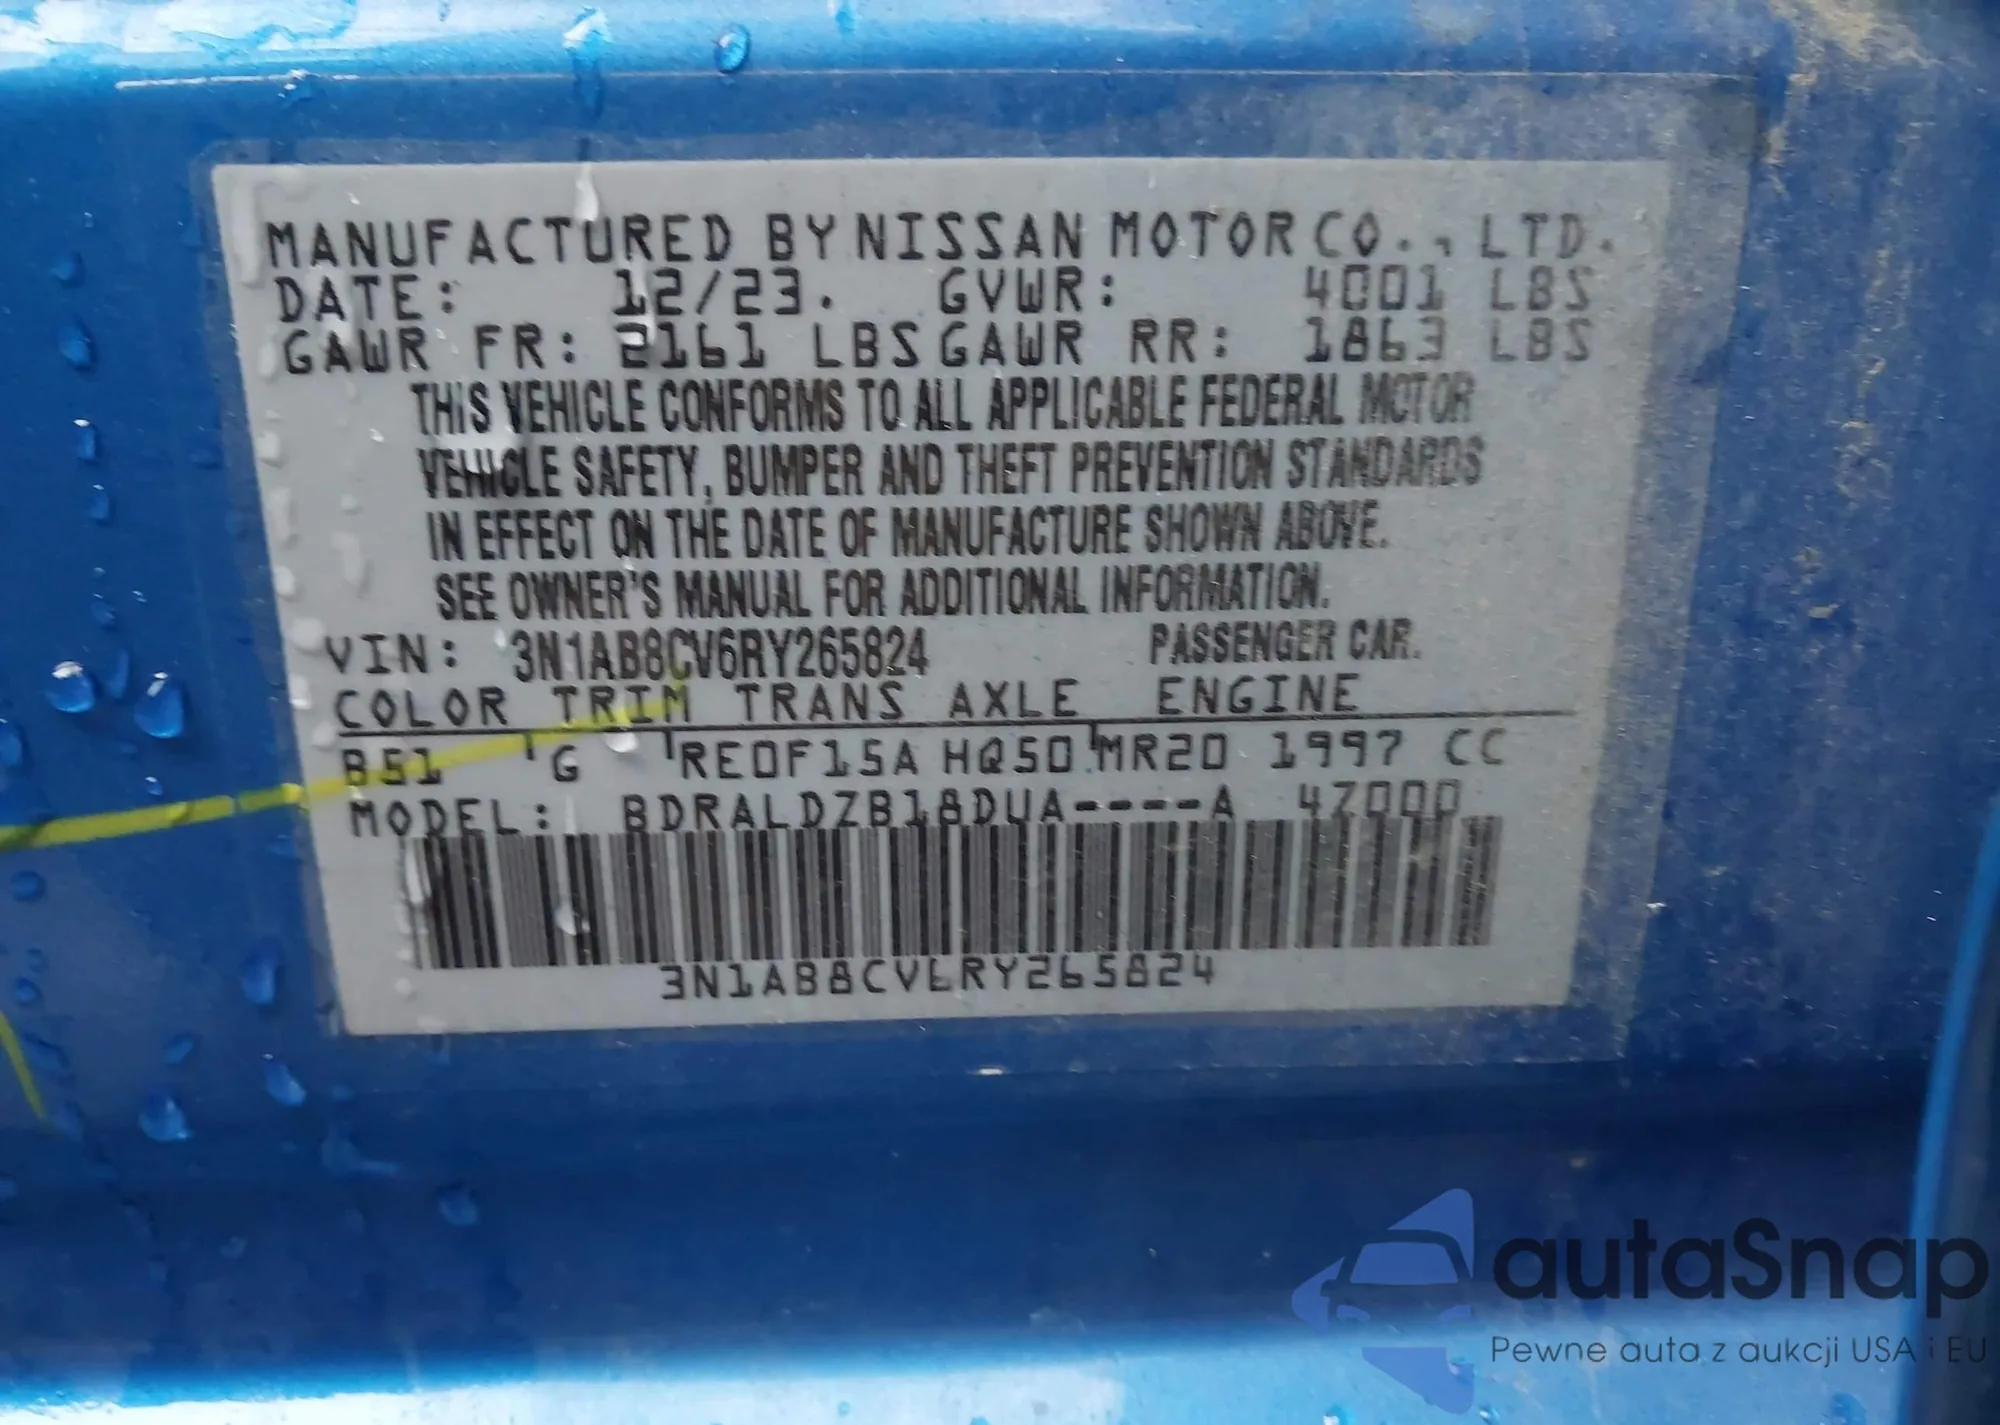 MANUFACTURED BY NISSAN MOTOR CO., LTD.
DATE: 12/23. GVWR: 4001 LBS
GAWR FR: 2161 LBS GAWR RR: 1863 LBS
THIS VEHICLE CONFORMS TO ALL APPLICABLE FEDERAL MOTOR
VEHICLE SAFETY, BUMPER AND THEFT PREVENTION STANDARDS
IN EFFECT ON THE DATE OF MANUFACTURE SHOWN ABOVE.
SEE OWNER'S MANUAL FOR ADDITIONAL INFORMATION.
VIN: 3N1AB8CV6RY265824 PASSENGER CAR.
COLOR TRIM TRANS AXLE ENGINE
B51 G RE0F15A HQ50 MR20 1997 CC
MODEL: BDRALDZB18DUA----A 4Z000
3N1AB8CV6RY265824
autaSnap
Pewne auta z aukcji USA i EU